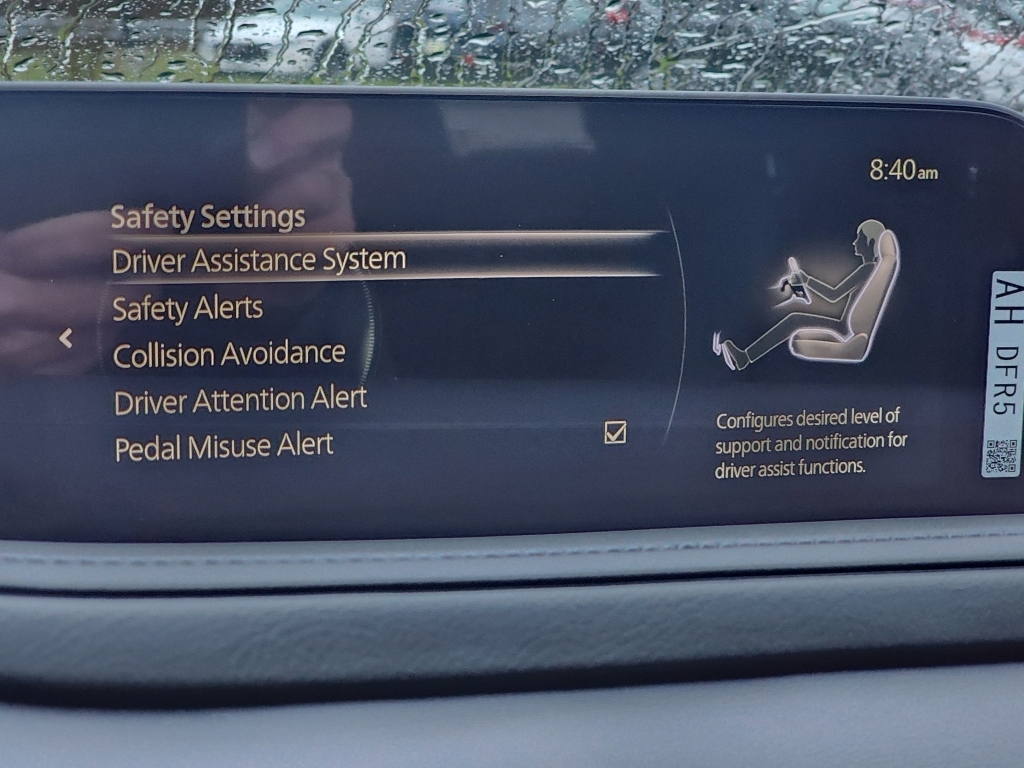 8:40am
Safety Settings
Driver Assistance System
Safety Alerts
Collision Avoidance
Driver Attention Alert
Pedal Misuse Alert
Configures desired level of
support and notification for
driver assist functions.
AH DFR5